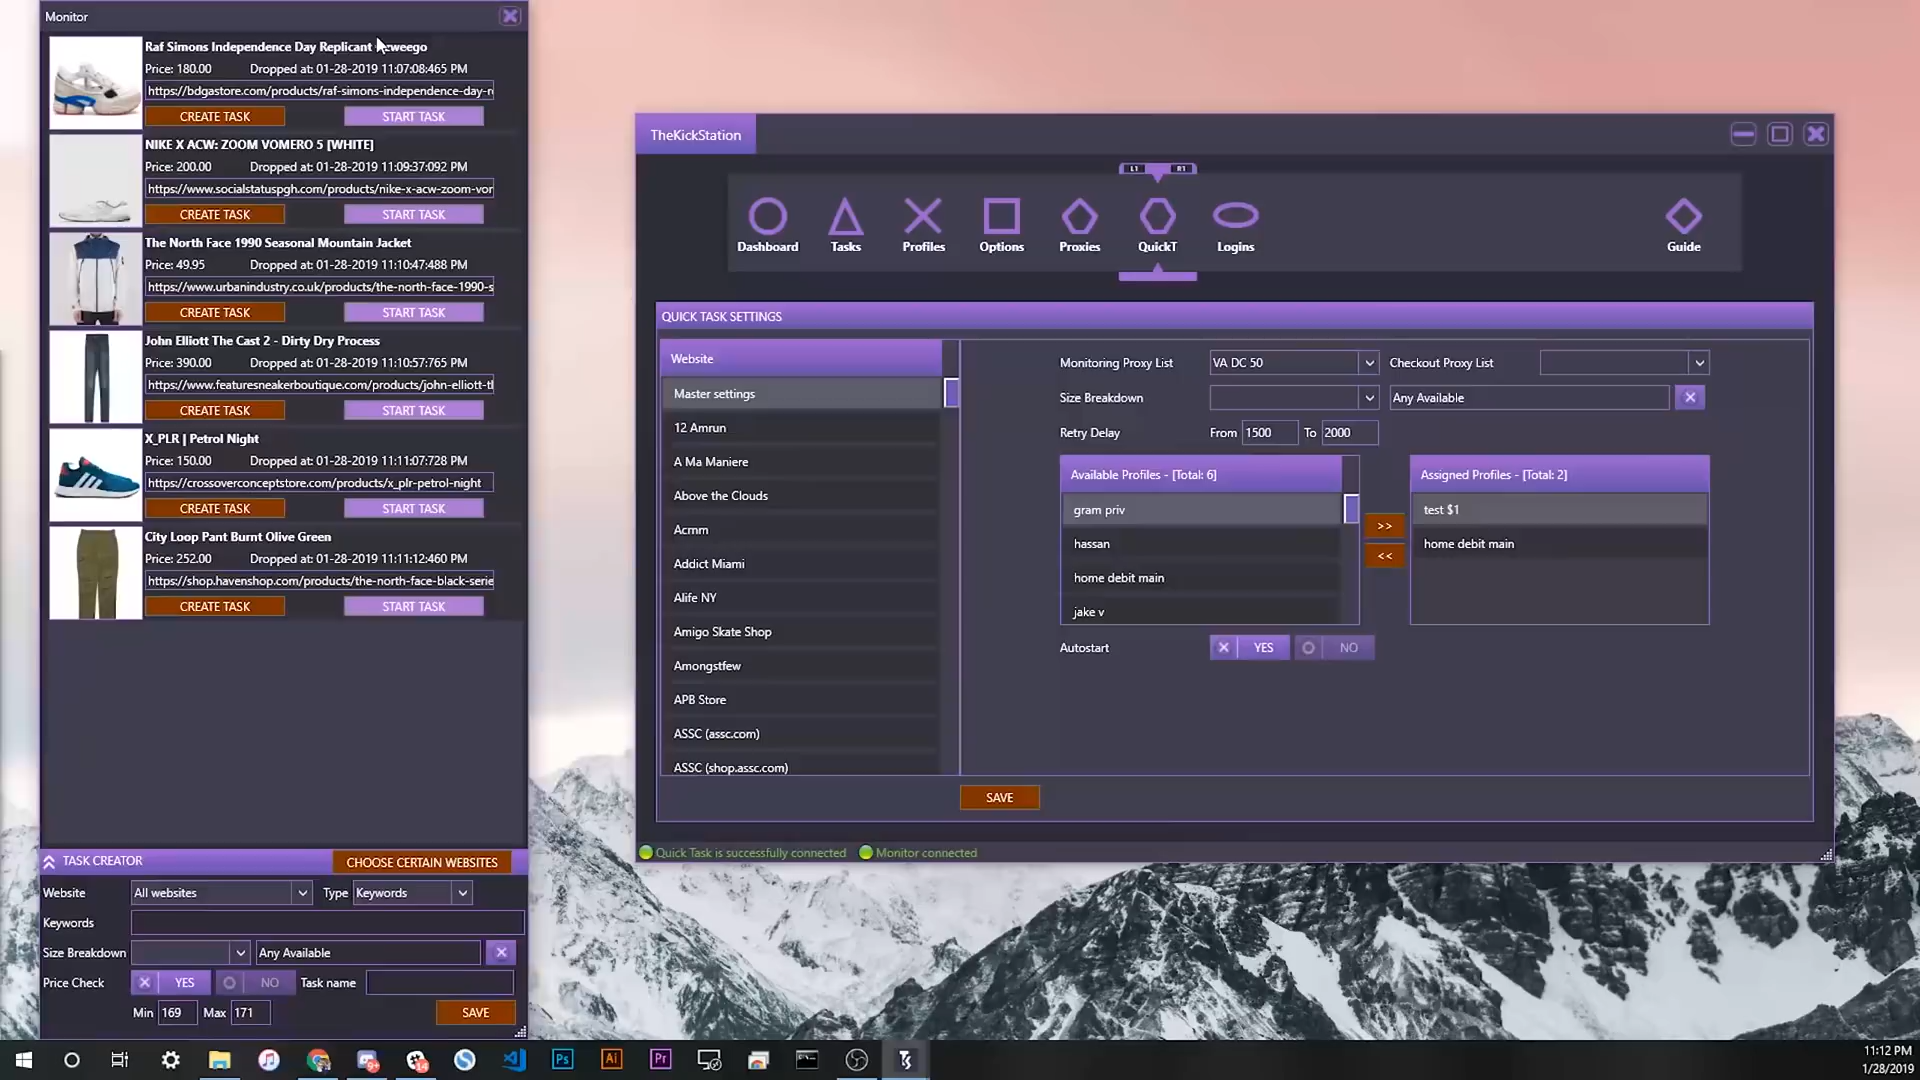 Monitor
Raf Simons Independence Day Replicant weego
Price: 180.00 Dropped at: 01-28-2019 11:07:08:465 PM
https://bdgastore.com/products/raf-simons-independence-day-r
CREATE TASK START TASK
NIKE X ACW: ZOOM VOMERO 5 [WHITE]
Price: 200.00 Dropped at: 01-28-2019 11:09:37:092 PM
https://www.socialstatuspgh.com/products/nike-x-acw-zoom-vor
CREATE TASK START TASK
The North Face 1990 Seasonal Mountain Jacket
Price: 49.95 Dropped at: 01-28-2019 11:10:47:488 PM
https://www.urbanindustry.co.uk/products/the-north-face-1990-s
CREATE TASK START TASK
John Elliott The Cast 2 - Dirty Dry Process
Price: 390.00 Dropped at: 01-28-2019 11:10:57:765 PM
https://www.featuresneakerboutique.com/products/john-elliott-tl
CREATE TASK START TASK
X_PLR | Petrol Night
Price: 150.00 Dropped at: 01-28-2019 11:11:07:728 PM
https://crossoverconceptstore.com/products/x_plr-petrol-night
CREATE TASK START TASK
City Loop Pant Burnt Olive Green
Price: 252.00 Dropped at: 01-28-2019 11:11:12:460 PM
https://shop.havenshop.com/products/the-north-face-black-serie
CREATE TASK START TASK
TASK CREATOR CHOOSE CERTAIN WEBSITES
Website All websites Type Keywords
Keywords
Size Breakdown Any Available
Price Check YES NO Task name
Min 169 Max 171 SAVE
TheKickStation
L1 R1
Dashboard Tasks Profiles Options Proxies QuickT Logins Guide
QUICK TASK SETTINGS
Website
Master settings
12 Amrun
A Ma Maniere
Above the Clouds
Acmm
Addict Miami
Alife NY
Amigo Skate Shop
Amongstfew
APB Store
ASSC (assc.com)
ASSC (shop.assc.com)
Monitoring Proxy List VA DC 50 Checkout Proxy List
Size Breakdown Any Available
Retry Delay From 1500 To 2000
Available Profiles - [Total: 6]
gram priv
hassan
home debit main
jake v
>>
<<
Assigned Profiles - [Total: 2]
test $1
home debit main
Autostart YES NO
SAVE
Quick Task is successfully connected Monitor connected
Ps Ai Pr
11:12 PM
1/28/2019